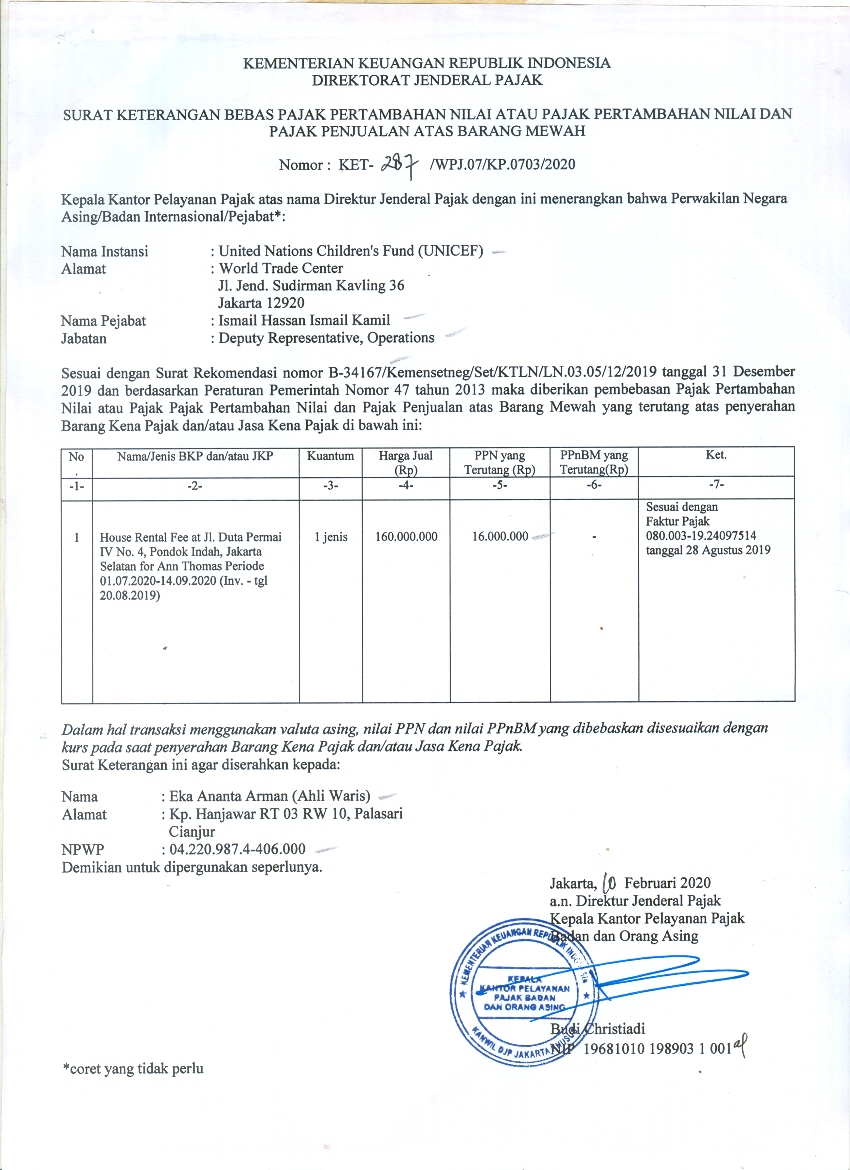 KEMENTERIAN KEUANGAN REPUBLIK INDONESIA
DIREKTORAT JENDERAL PAJAK
SURAT KETERANGAN BEBAS PAJAK PERTAMBAHAN NILAI ATAU PAJAK PERTAMBAHAN NILAI DAN
PAJAK PENJUALAN ATAS BARANG MEWAH
Nomor : KET- 287 /WPJ.07/KP.0703/2020
Kepala Kantor Pelayanan Pajak atas nama Direktur Jenderal Pajak dengan ini menerangkan bahwa Perwakilan Negara
Asing/Badan Internasional/Pejabat*:
Nama Instansi : United Nations Children's Fund (UNICEF)
Alamat : World Trade Center
Jl. Jend. Sudirman Kavling 36
Jakarta 12920
Nama Pejabat : Ismail Hassan Ismail Kamil
Jabatan : Deputy Representative, Operations
Sesuai dengan Surat Rekomendasi nomor B-34167/Kemensetneg/Set/KTLN/LN.03.05/12/2019 tanggal 31 Desember
2019 dan berdasarkan Peraturan Pemerintah Nomor 47 tahun 2013 maka diberikan pembebasan Pajak Pertambahan
Nilai atau Pajak Pajak Pertambahan Nilai dan Pajak Penjualan atas Barang Mewah yang terutang atas penyerahan
Barang Kena Pajak dan/atau Jasa Kena Pajak di bawah ini:
No . Nama/Jenis BKP dan/atau JKP Kuantum Harga Jual (Rp) PPN yang Terutang (Rp) PPnBM yang Terutang(Rp) Ket.
-1- -2- -3- -4- -5- -6- -7-
Sesuai dengan
Faktur Pajak
1 House Rental Fee at Jl. Duta Permai 1 jenis 160.000.000 16.000.000 - 080.003-19.24097514
IV No. 4, Pondok Indah, Jakarta tanggal 28 Agustus 2019
Selatan for Ann Thomas Periode
01.07.2020-14.09.2020 (Inv. - tgl
20.08.2019)
Dalam hal transaksi menggunakan valuta asing, nilai PPN dan nilai PPnBM yang dibebaskan disesuaikan dengan
kurs pada saat penyerahan Barang Kena Pajak dan/atau Jasa Kena Pajak.
Surat Keterangan ini agar diserahkan kepada:
Nama : Eka Ananta Arman (Ahli Waris)
Alamat : Kp. Hanjawar RT 03 RW 10, Palasari
Cianjur
NPWP : 04.220.987.4-406.000
Demikian untuk dipergunakan seperlunya.
Jakarta, 10 Februari 2020
a.n. Direktur Jenderal Pajak
Kepala Kantor Pelayanan Pajak
Badan dan Orang Asing
KEMENTERIAN KEUANGAN REPUBLIK INDONESIA
KEPALA
KANTOR PELAYANAN
PAJAK BADAN
DAN ORANG ASING
KANWIL DJP JAKARTA KHUSUS
Budi Christiadi
NIP 19681010 198903 1 001
*coret yang tidak perlu